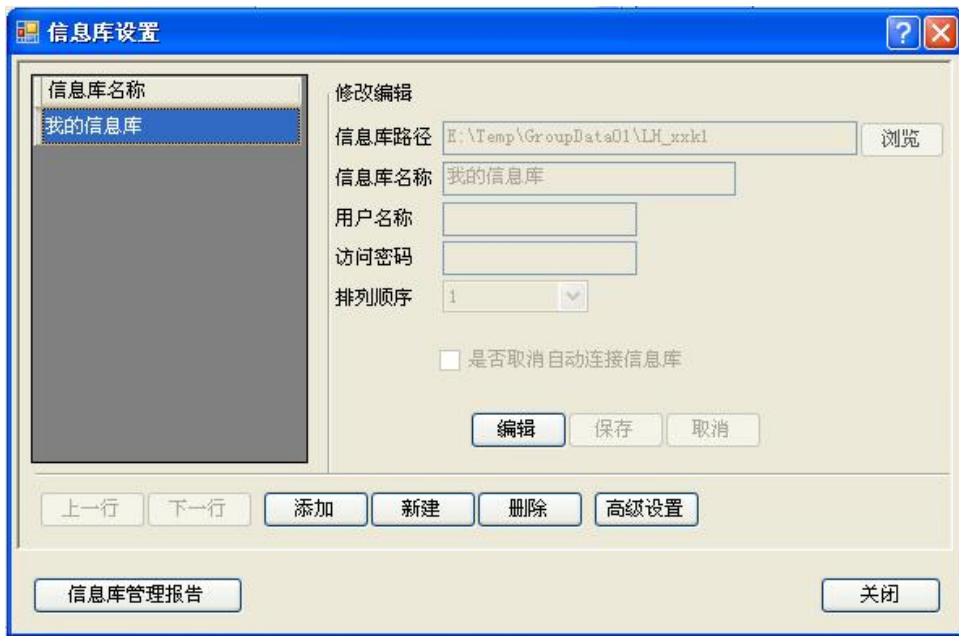 信息库设置
信息库名称
我的信息库
修改编辑
信息库路径 E:\Temp\GroupData01\LH_xxk1 浏览
信息库名称 我的信息库
用户名称
访问密码
排列顺序 1
是否取消自动连接信息库
编辑 保存 取消
上一行 下一行 添加 新建 删除 高级设置
信息库管理报告 关闭